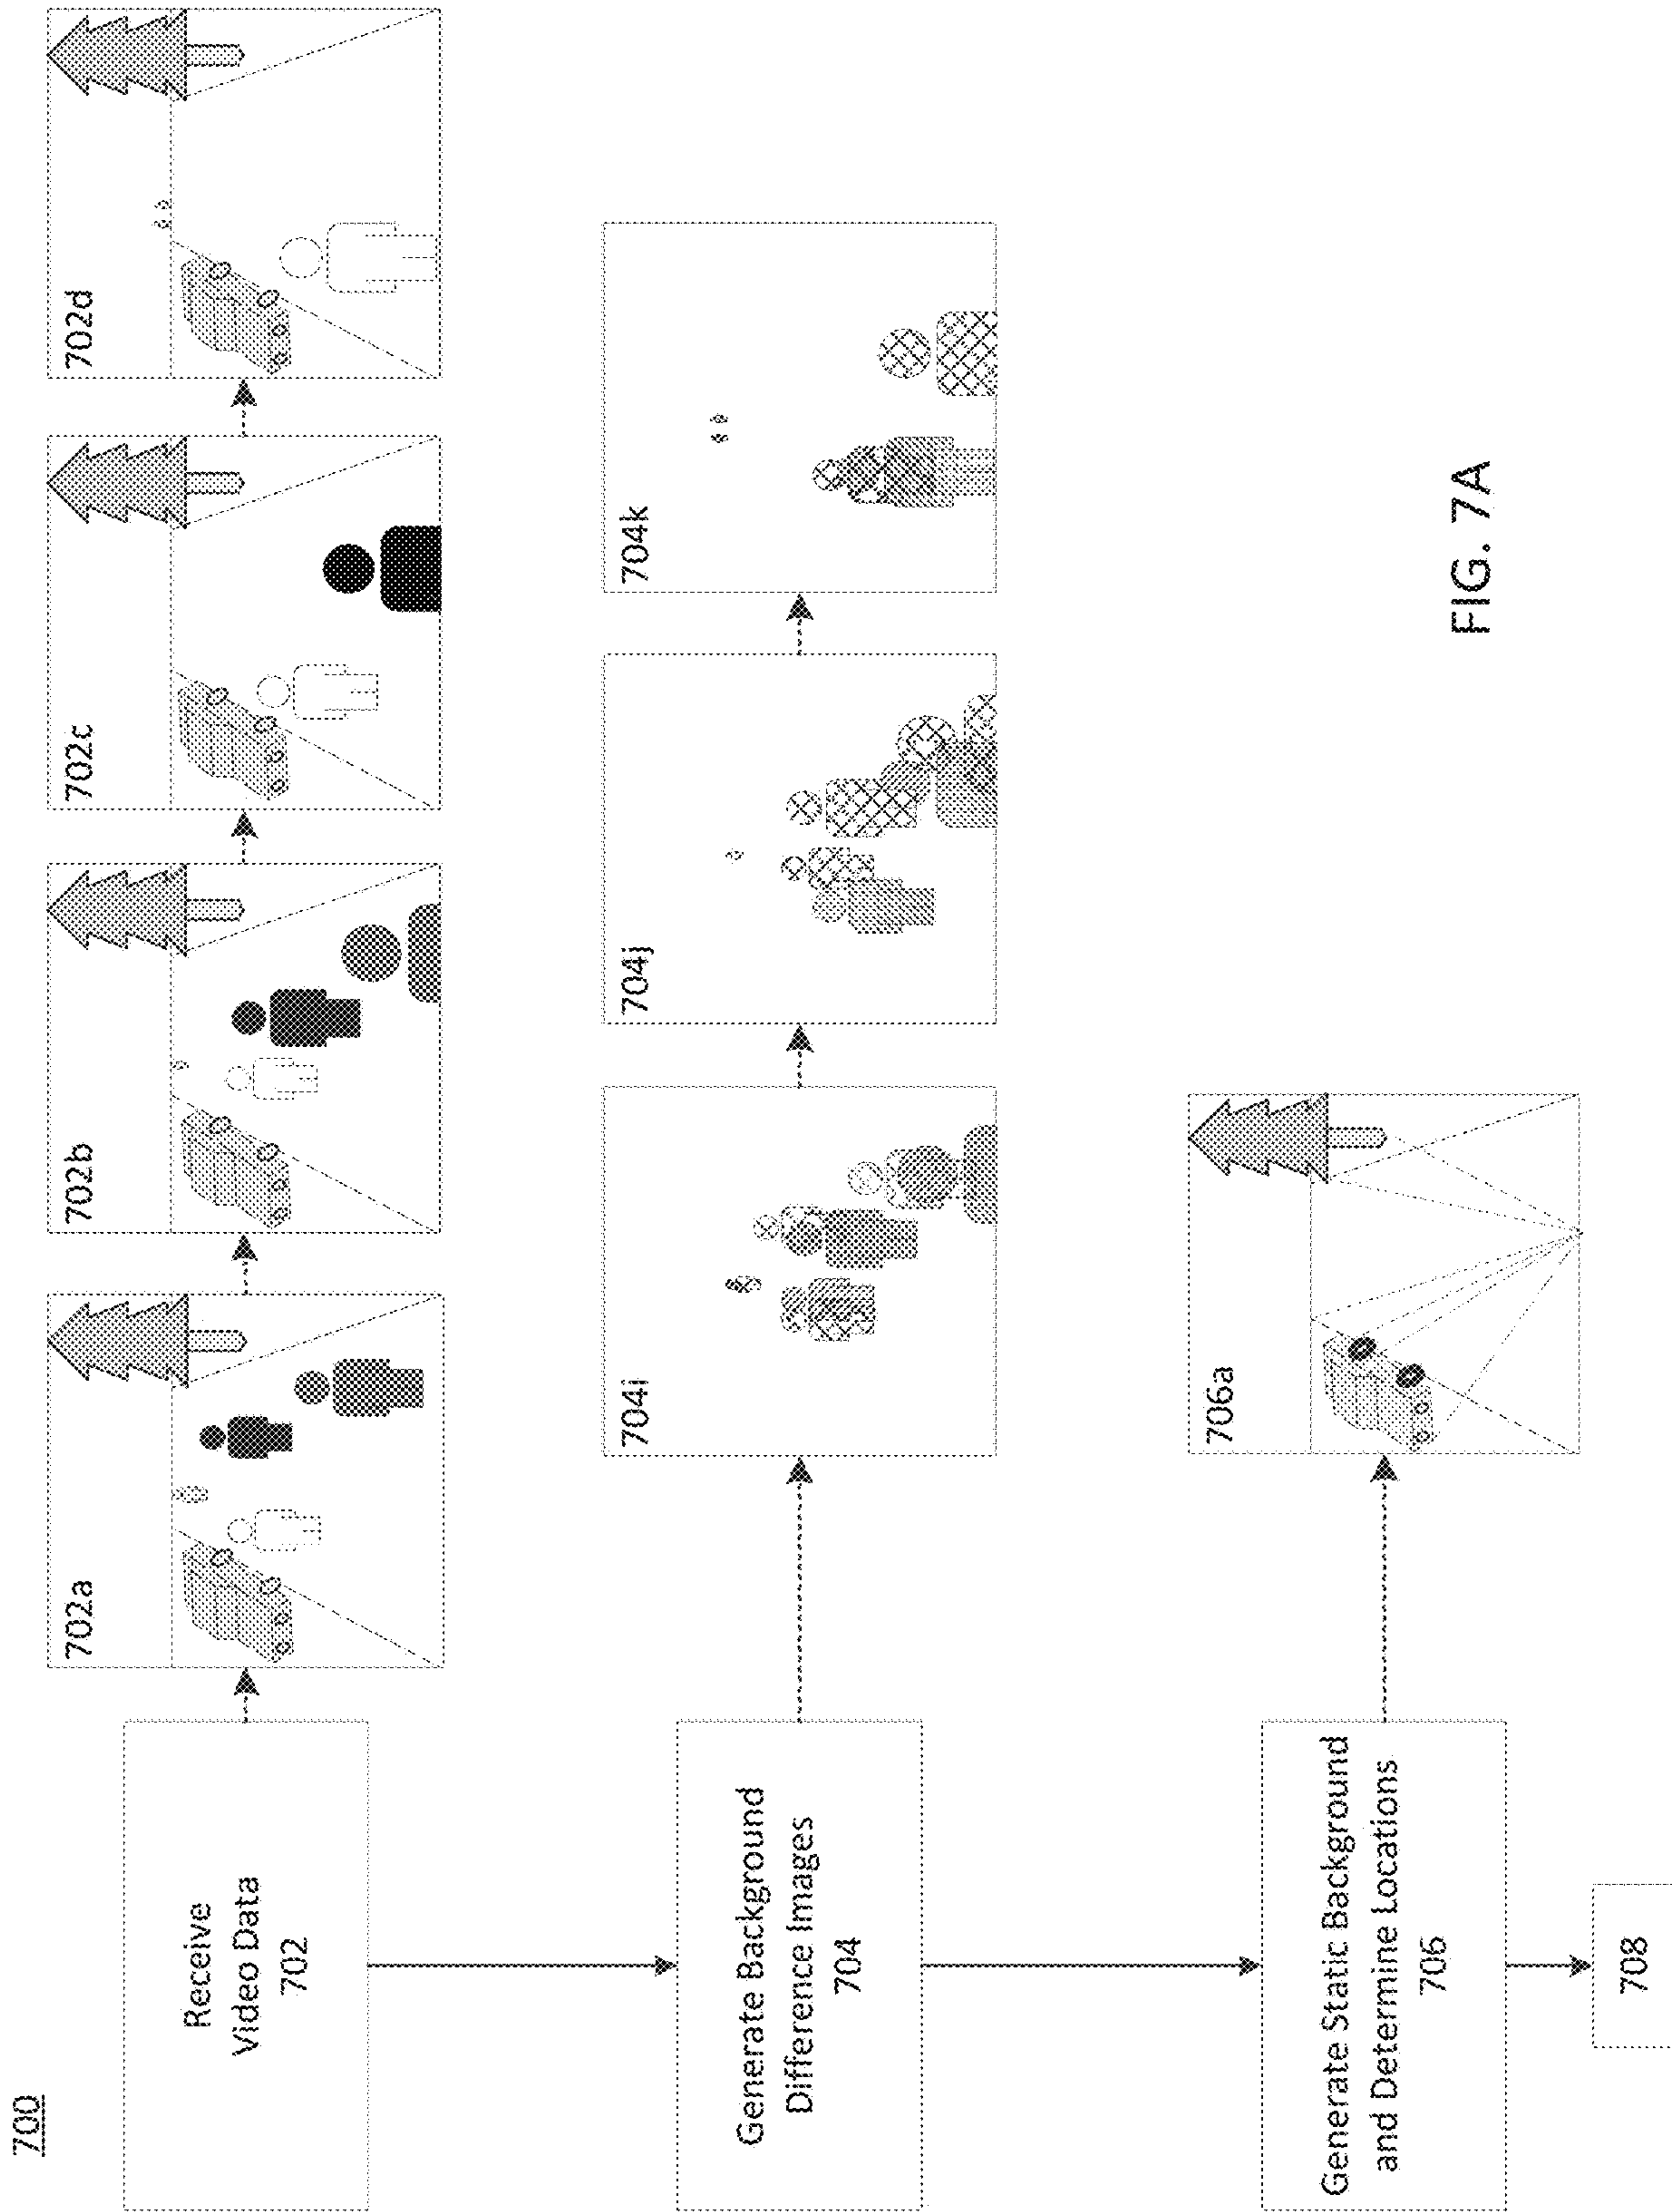 700
Receive
Video Data
702
702a
702b
702c
702d
Generate Background
Difference Images
704
704i
704j
704k
Generate Static Background
and Determine Locations
706
706a
708
FIG. 7A